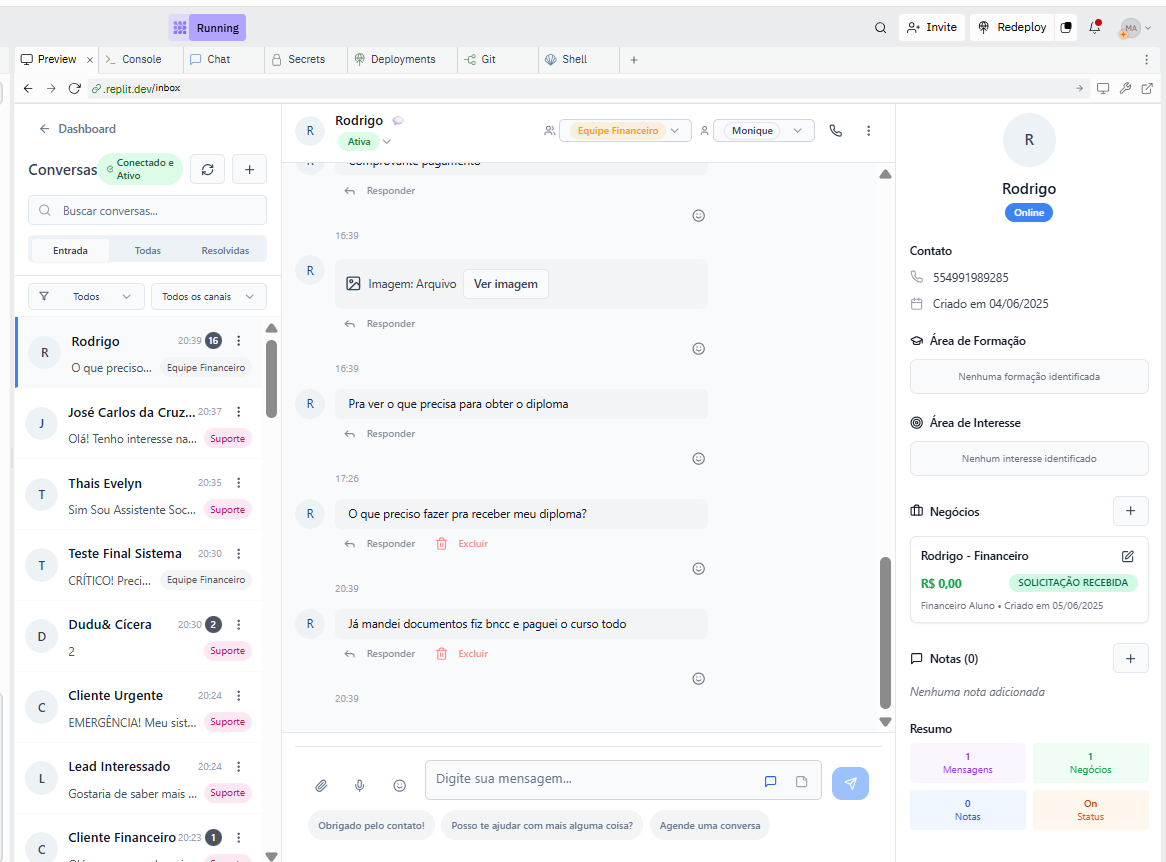 Running
Invite
Redeploy
MA
Preview
Console
Chat
Secrets
Deployments
Git
Shell
.replit.dev/inbox
Dashboard
Conversas
Conectado e
Ativo
Buscar conversas...
Entrada
Todas
Resolvidas
Todos
Todos os canais
R
Rodrigo
20:39
16
O que preciso...
Equipe Financeiro
J
José Carlos da Cruz...
20:37
Olá! Tenho interesse na...
Suporte
T
Thais Evelyn
20:35
Sim Sou Assistente Soc...
Suporte
T
Teste Final Sistema
20:30
CRÍTICO! Preci...
Equipe Financeiro
D
Dudu& Cícera
20:30
2
2
Suporte
C
Cliente Urgente
20:24
EMERGÊNCIA! Meu sist...
Suporte
L
Lead Interessado
20:24
Gostaria de saber mais ...
Suporte
C
Cliente Financeiro
20:23
1
R
Rodrigo
Ativa
Equipe Financeiro
Monique
Comprovante pagamento
Responder
16:39
R
Imagem: Arquivo
Ver imagem
Responder
16:39
R
Pra ver o que precisa para obter o diploma
Responder
17:26
R
O que preciso fazer pra receber meu diploma?
Responder
Excluir
20:39
R
Já mandei documentos fiz bncc e paguei o curso todo
Responder
Excluir
20:39
Digite sua mensagem...
Obrigado pelo contato!
Posso te ajudar com mais alguma coisa?
Agende uma conversa
R
Rodrigo
Online
Contato
554991989285
Criado em 04/06/2025
Área de Formação
Nenhuma formação identificada
Área de Interesse
Nenhum interesse identificado
Negócios
Rodrigo - Financeiro
R$ 0,00
SOLICITAÇÃO RECEBIDA
Financeiro Aluno • Criado em 05/06/2025
Notas (0)
Nenhuma nota adicionada
Resumo
1
Mensagens
1
Negócios
0
Notas
On
Status